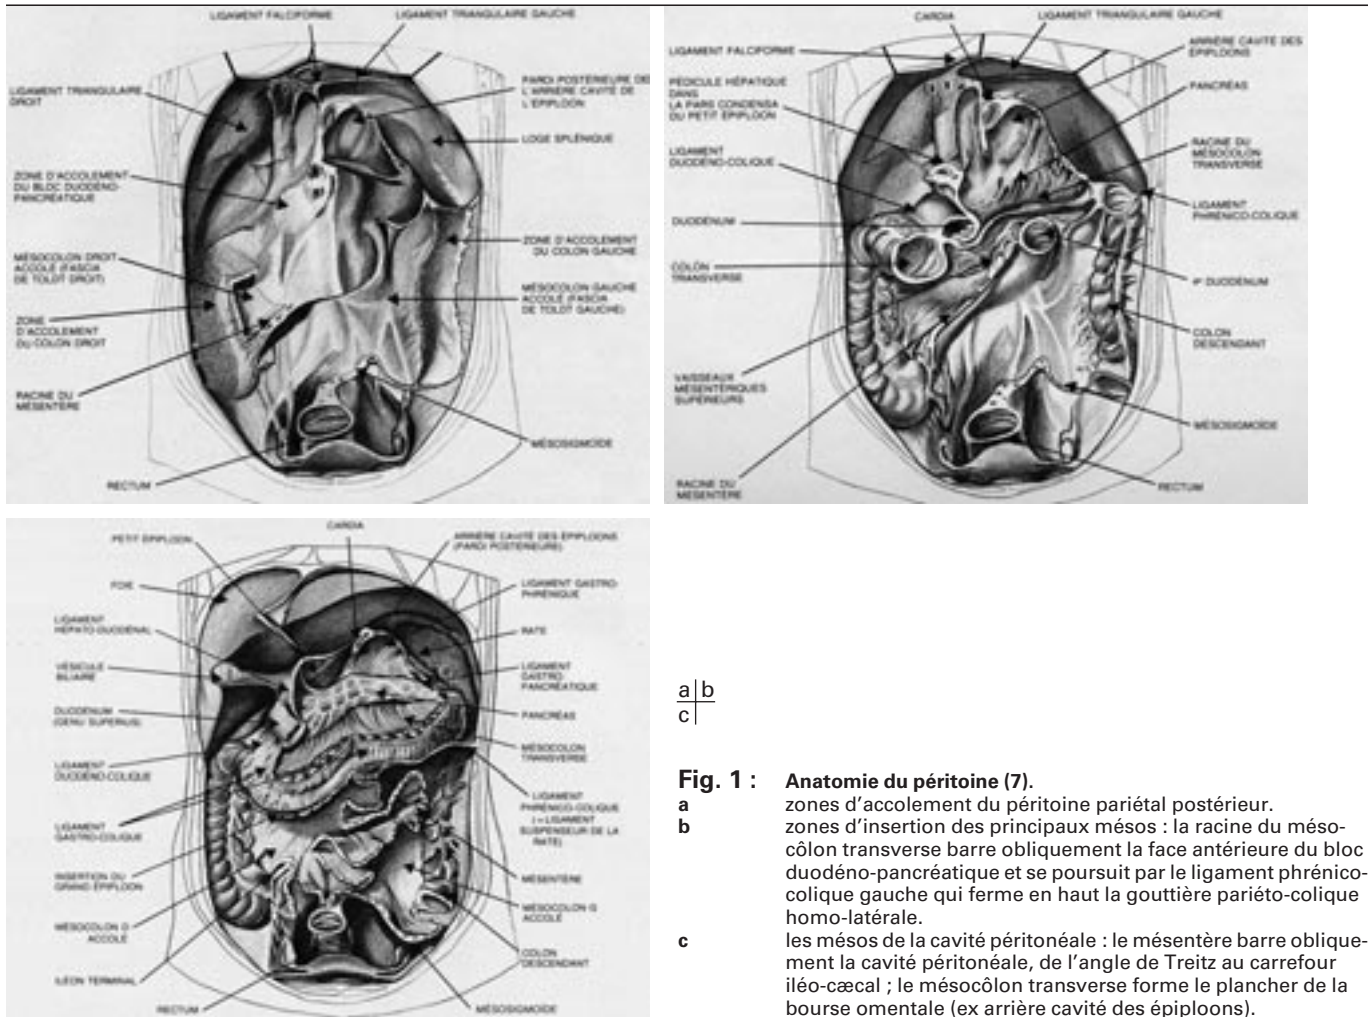 LIGAMENT FALCIFORME
LIGAMENT TRIANGULAIRE GAUCHE
LIGAMENT TRIANGULAIRE
DROIT
PAROI POSTÉRIEURE DE
L'ARRIÈRE CAVITÉ DE
L'ÉPIPLOON
LOGE SPLÉNIQUE
ZONE D'ACCOLEMENT
DU BLOC DUODÉNO-
PANCRÉATIQUE
ZONE D'ACCOLEMENT
DU COLON GAUCHE
MÉSOCOLON DROIT
ACCOLÉ (FASCIA
DE TOLDT DROIT)
MÉSOCOLON GAUCHE
ACCOLÉ (FASCIA
DE TOLDT GAUCHE)
ZONE
D'ACCOLEMENT
DU COLON DROIT
RACINE DU
MÉSENTÈRE
MÉSOSIGMOÏDE
RECTUM
CARDIA
LIGAMENT TRIANGULAIRE GAUCHE
LIGAMENT FALCIFORME
ARRIÈRE CAVITÉ DES
ÉPIPLOONS
PÉDICULE HÉPATIQUE
DANS
LA PARS CONDENSA
DU PETIT ÉPIPLOON
PANCRÉAS
LIGAMENT
DUODÉNO-COLIQUE
RACINE DU
MÉSOCOLON
TRANSVERSE
LIGAMENT
PHRÉNICO-COLIQUE
DUODÉNUM
COLON
TRANSVERSE
DUODÉNUM
COLON
DESCENDANT
VAISSEAUX
MÉSENTÉRIQUES
SUPÉRIEURS
MÉSOSIGMOÏDE
RACINE DU
MÉSENTÈRE
RECTUM
CARDIA
PETIT ÉPIPLOON
ARRIÈRE CAVITÉ DES ÉPIPLOONS
(PAROI POSTÉRIEURE)
FOIE
LIGAMENT GASTRO-
PHRÉNIQUE
LIGAMENT
HÉPATO-DUODÉNAL
RATE
VÉSICULE
BILIAIRE
LIGAMENT
GASTRO
PANCRÉATIQUE
DUODÉNUM
(GENU SUPERIUS)
PANCRÉAS
MÉSOCOLON
TRANSVERSE
LIGAMENT
DUODÉNO-COLIQUE
LIGAMENT
PHRÉNICO-COLIQUE
(= LIGAMENT
SUSPENSEUR DE LA
RATE)
LIGAMENT
GASTRO-COLIQUE
INSERTION DU
GRAND ÉPIPLOON
MÉSENTÈRE
MÉSOCOLON G
ACCOLÉ
MÉSOCOLON D
ACCOLÉ
COLON
DESCENDANT
ILÉON TERMINAL
RECTUM
MÉSOSIGMOÏDE
a b
c
Fig. 1 : Anatomie du péritoine (7).
a zones d'accolement du péritoine pariétal postérieur.
b zones d'insertion des principaux mésos : la racine du méso-
côlon transverse barre obliquement la face antérieure du bloc
duodéno-pancréatique et se poursuit par le ligament phrénico-
colique gauche qui ferme en haut la gouttière pariéto-colique
homo-latérale.
c les mésos de la cavité péritonéale : le mésentère barre oblique-
ment la cavité péritonéale, de l'angle de Treitz au carrefour
iléo-cæcal ; le mésocôlon transverse forme le plancher de la
bourse omentale (ex arrière cavité des épiploons).